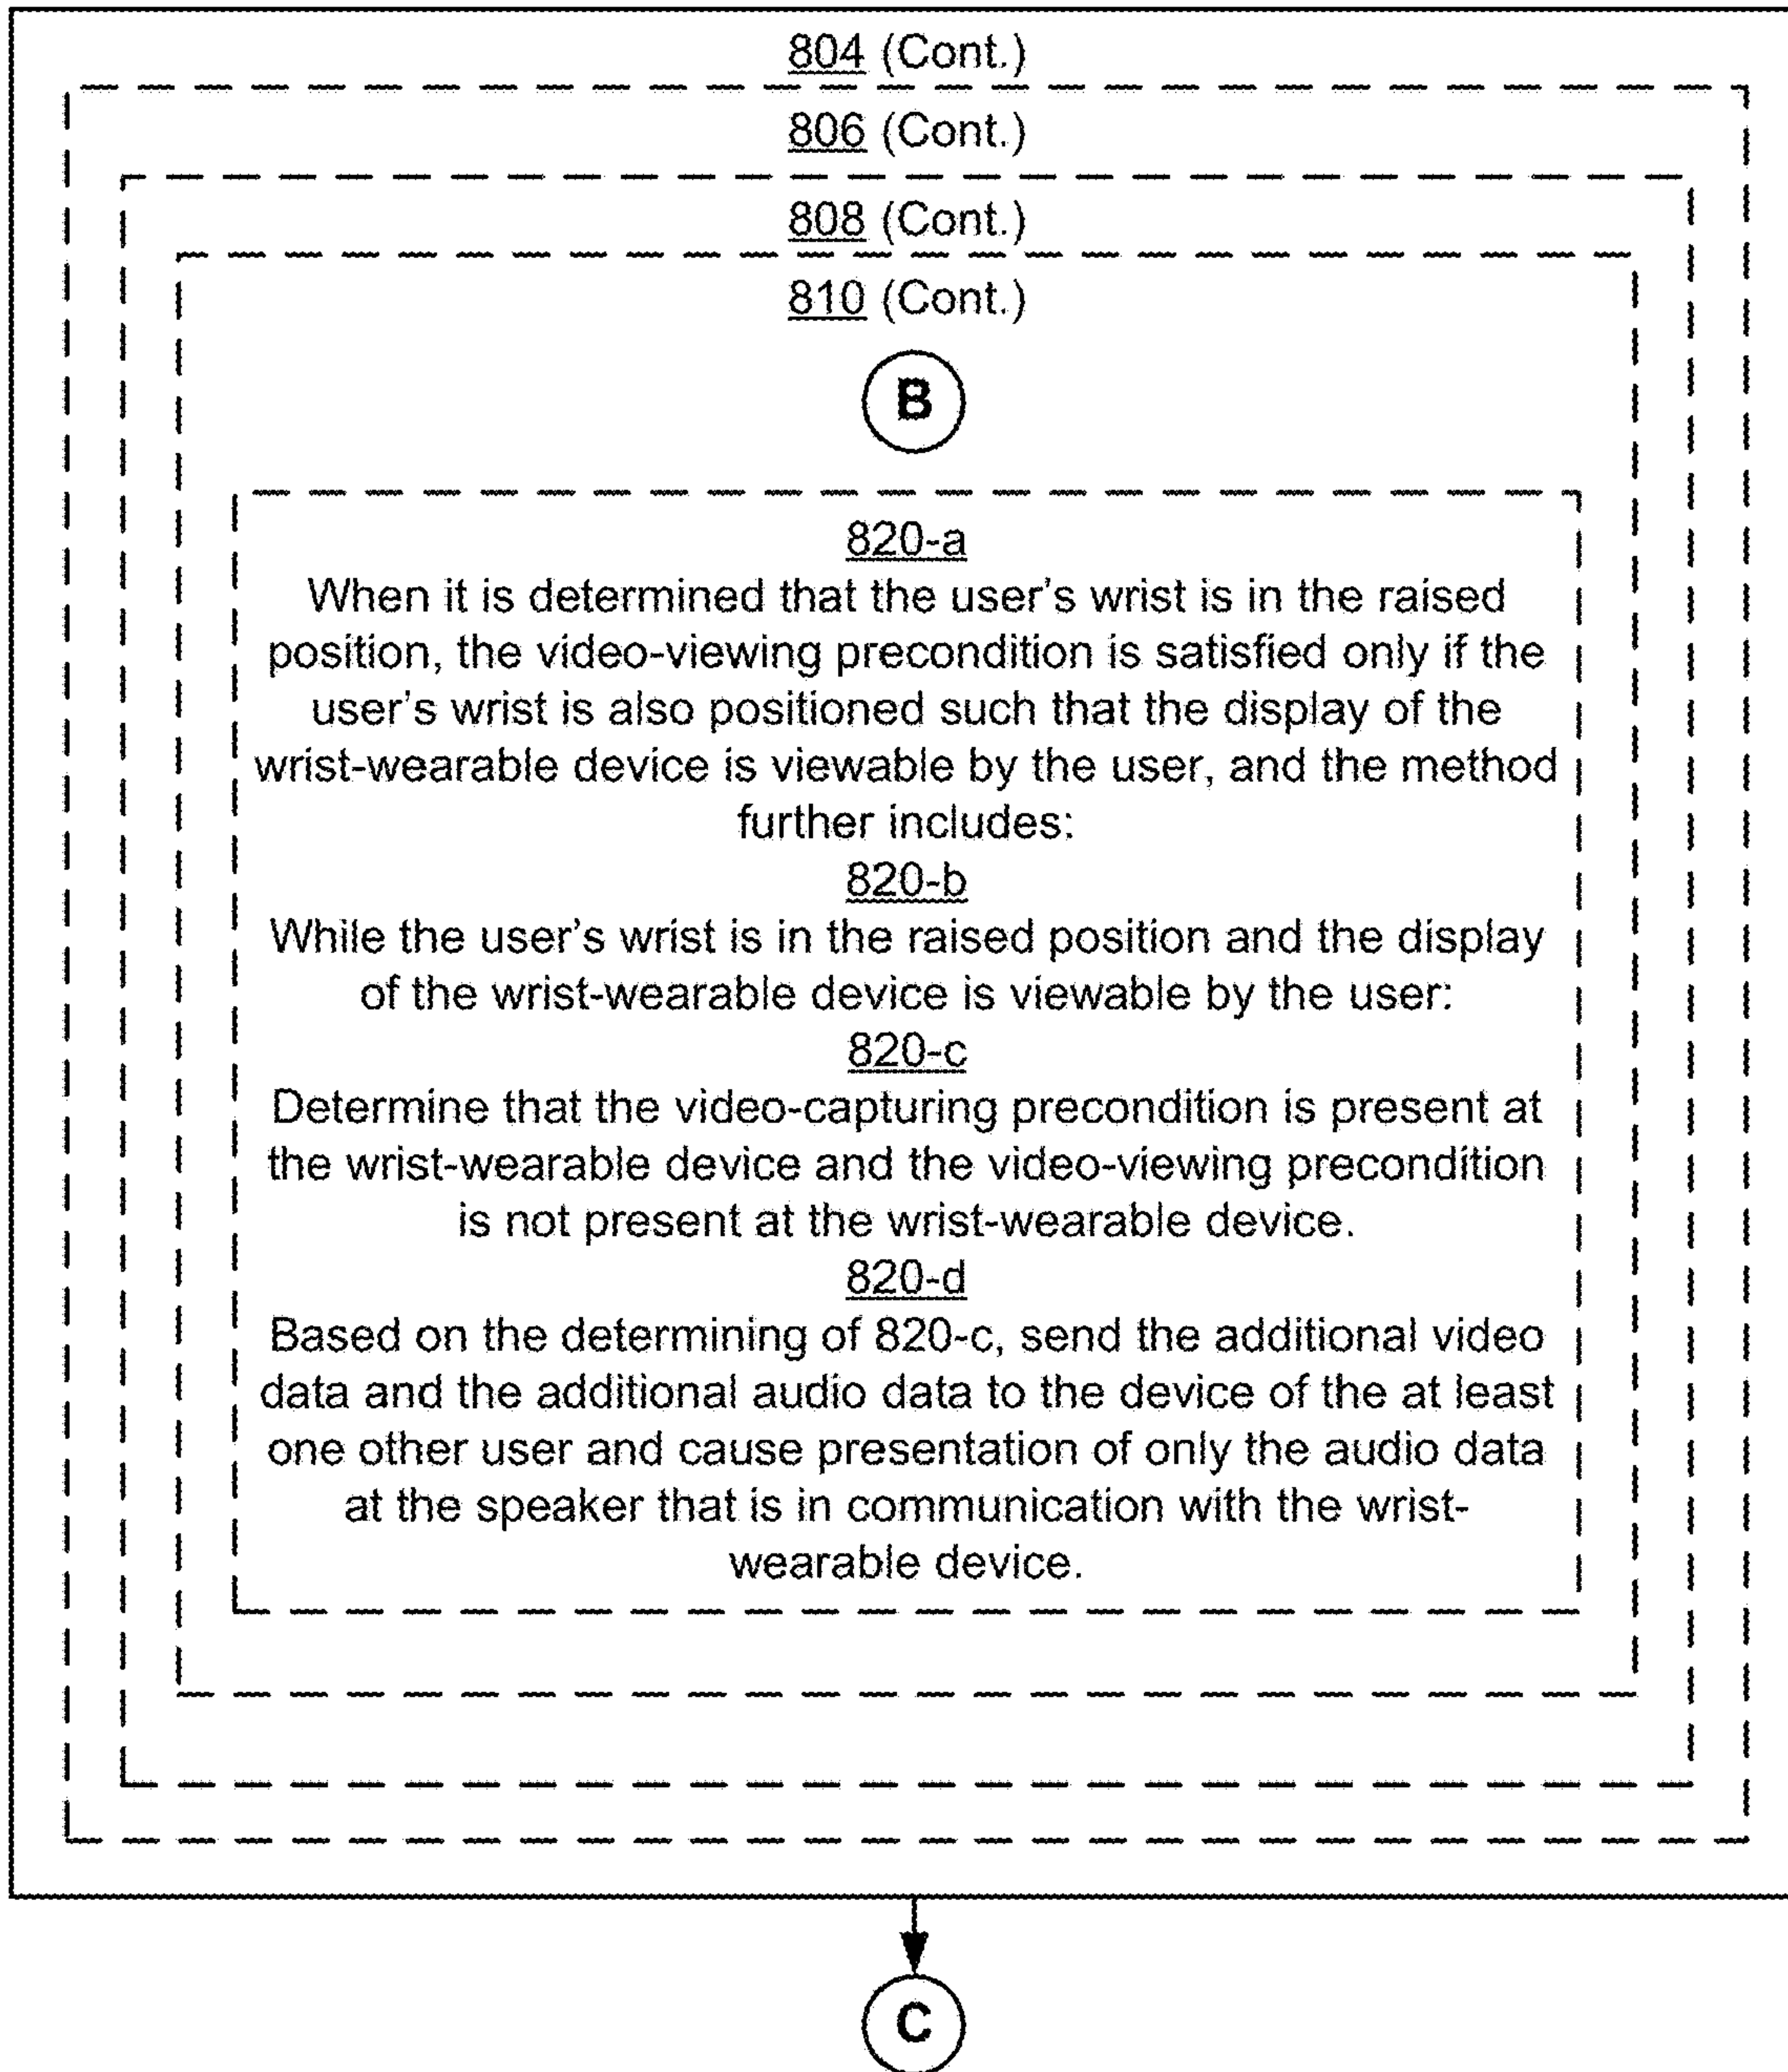 804 (Cont.)
806 (Cont.)
808 (Cont.)
810 (Cont.)
B
820-a
When it is determined that the user's wrist is in the raised
position, the video-viewing precondition is satisfied only if the
user's wrist is also positioned such that the display of the
wrist-wearable device is viewable by the user, and the method
further includes:
820-b
While the user's wrist is in the raised position and the display
of the wrist-wearable device is viewable by the user:
820-c
Determine that the video-capturing precondition is present at
the wrist-wearable device and the video-viewing precondition
is not present at the wrist-wearable device.
820-d
Based on the determining of 820-c, send the additional video
data and the additional audio data to the device of the at least
one other user and cause presentation of only the audio data
at the speaker that is in communication with the wrist-
wearable device.
C